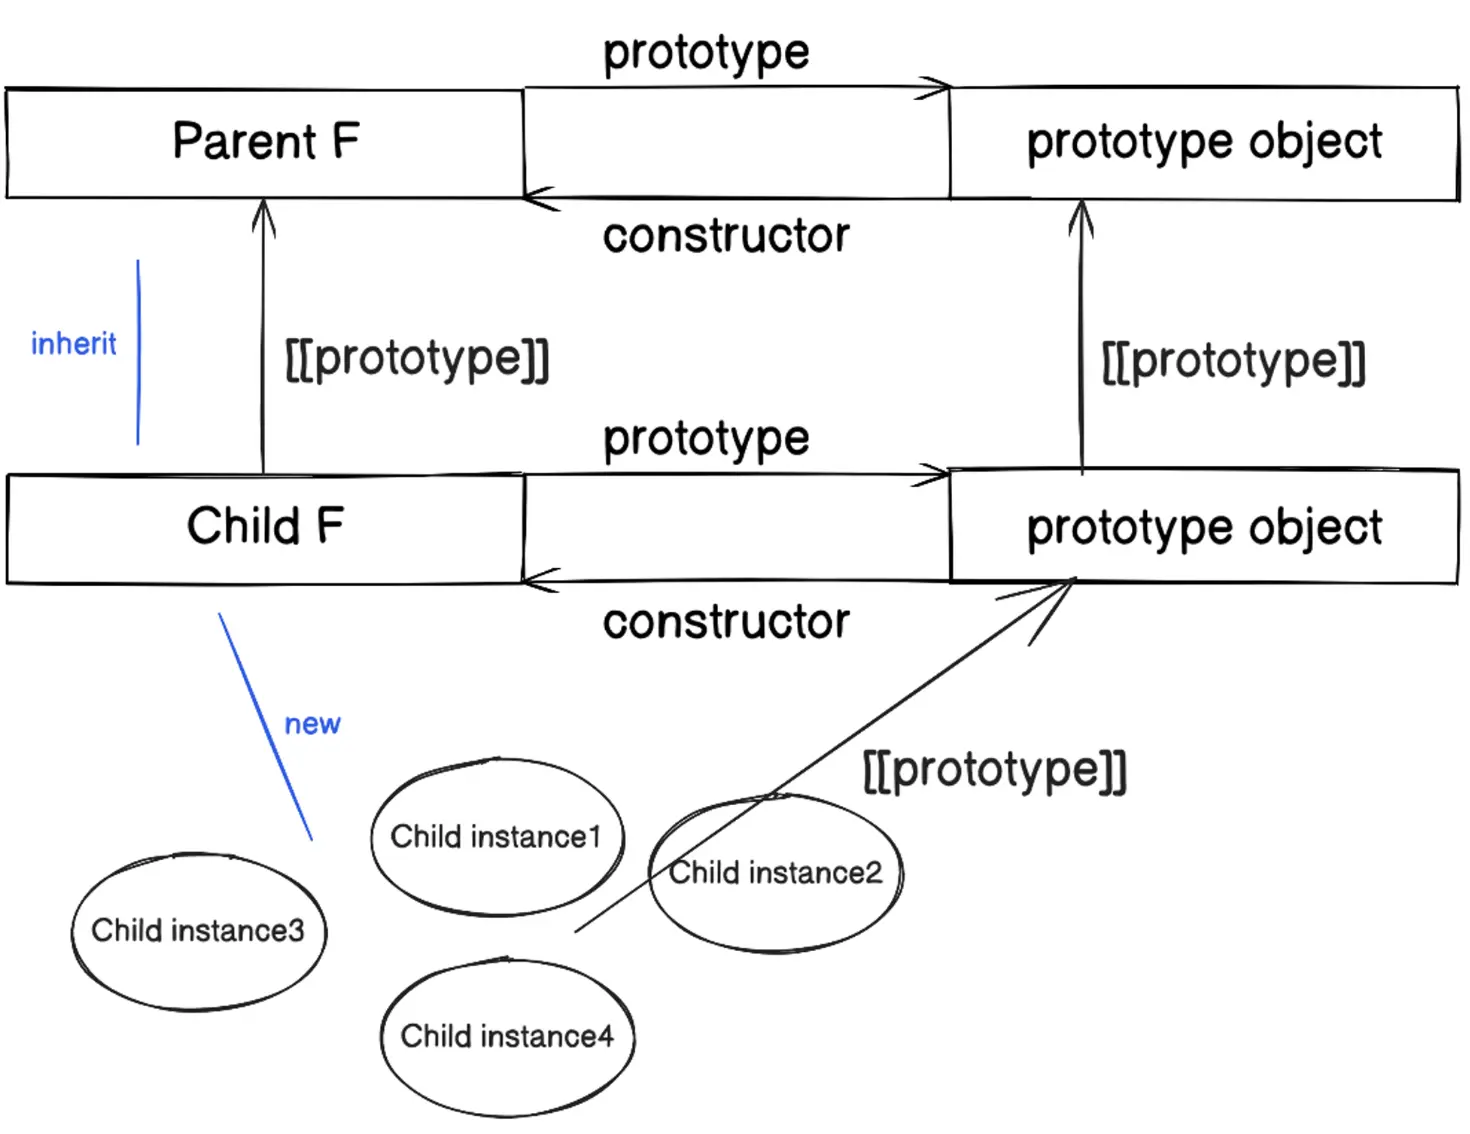 prototype
Parent F
prototype object
constructor
inherit
[[prototype]]
[[prototype]]
prototype
Child F
prototype object
constructor
new
[[prototype]]
Child instance1
Child instance2
Child instance3
Child instance4